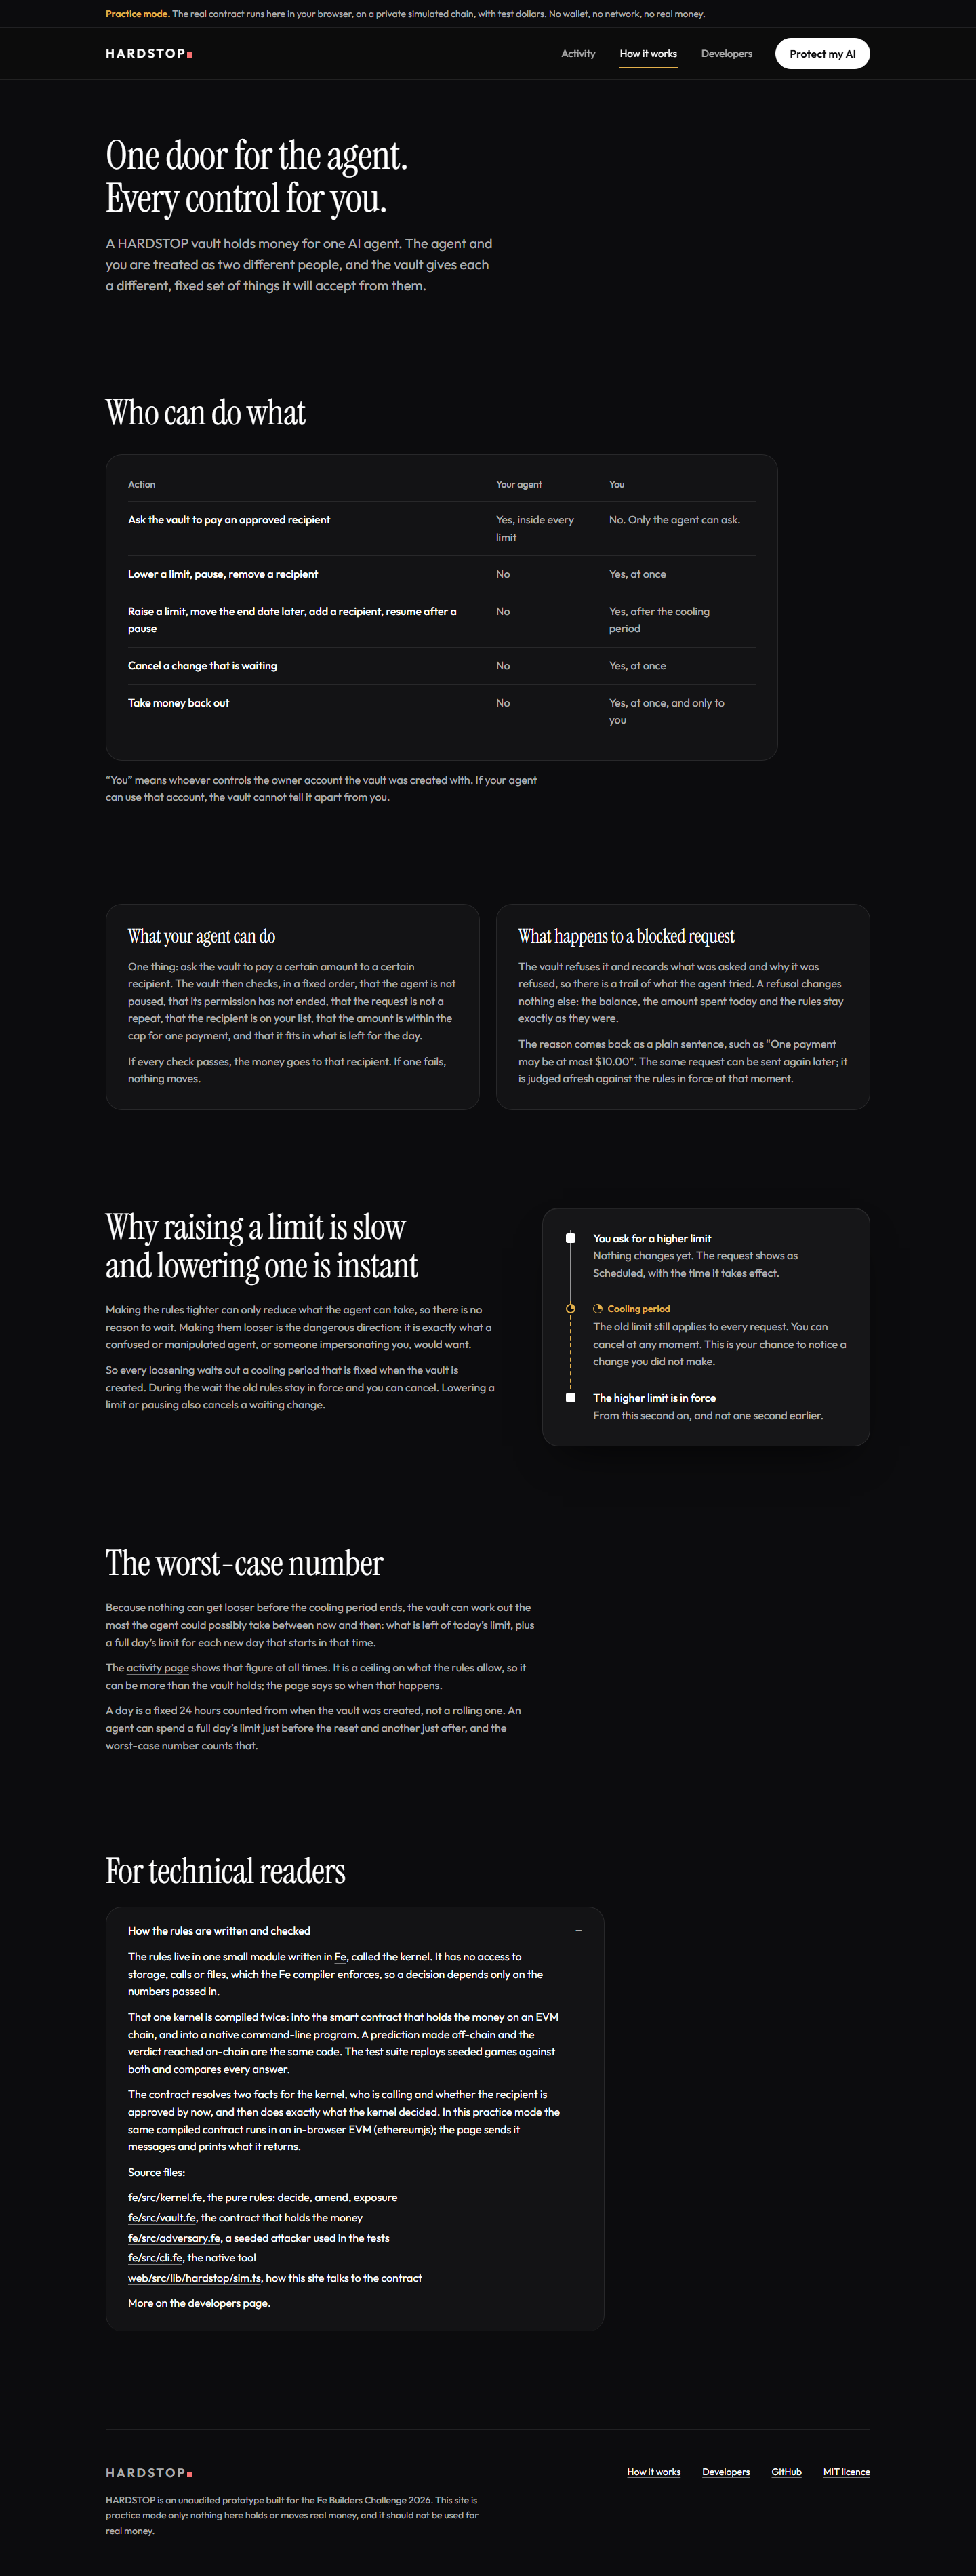 Practice mode. The real contract runs here in your browser, on a private simulated chain, with test dollars. No wallet, no network, no real money.
HARDSTOP
Activity
How it works
Developers
Protect my AI
One door for the agent.
Every control for you.
A HARDSTOP vault holds money for one AI agent. The agent and
you are treated as two different people, and the vault gives each
a different, fixed set of things it will accept from them.
Who can do what
Action
Your agent
You
Ask the vault to pay an approved recipient
Yes, inside every
limit
No. Only the agent can ask.
Lower a limit, pause, remove a recipient
No
Yes, at once
Raise a limit, move the end date later, add a recipient, resume after a
pause
No
Yes, after the cooling
period
Cancel a change that is waiting
No
Yes, at once
Take money back out
No
Yes, at once, and only to
you
“You” means whoever controls the owner account the vault was created with. If your agent
can use that account, the vault cannot tell it apart from you.
What your agent can do
One thing: ask the vault to pay a certain amount to a certain
recipient. The vault then checks, in a fixed order, that the agent is not
paused, that its permission has not ended, that the request is not a
repeat, that the recipient is on your list, that the amount is within the
cap for one payment, and that it fits in what is left for the day.
If every check passes, the money goes to that recipient. If one fails,
nothing moves.
What happens to a blocked request
The vault refuses it and records what was asked and why it was
refused, so there is a trail of what the agent tried. A refusal changes
nothing else: the balance, the amount spent today and the rules stay
exactly as they were.
The reason comes back as a plain sentence, such as “One payment
may be at most $10.00”. The same request can be sent again later; it
is judged afresh against the rules in force at that moment.
Why raising a limit is slow
and lowering one is instant
Making the rules tighter can only reduce what the agent can take, so there is no
reason to wait. Making them looser is the dangerous direction: it is exactly what a
confused or manipulated agent, or someone impersonating you, would want.
So every loosening waits out a cooling period that is fixed when the vault is
created. During the wait the old rules stay in force and you can cancel. Lowering a
limit or pausing also cancels a waiting change.
You ask for a higher limit
Nothing changes yet. The request shows as
Scheduled, with the time it takes effect.
Cooling period
The old limit still applies to every request. You can
cancel at any moment. This is your chance to notice a
change you did not make.
The higher limit is in force
From this second on, and not one second earlier.
The worst-case number
Because nothing can get looser before the cooling period ends, the vault can work out the
most the agent could possibly take between now and then: what is left of today’s limit, plus
a full day’s limit for each new day that starts in that time.
The activity page shows that figure at all times. It is a ceiling on what the rules allow, so it
can be more than the vault holds; the page says so when that happens.
A day is a fixed 24 hours counted from when the vault was created, not a rolling one. An
agent can spend a full day’s limit just before the reset and another just after, and the
worst-case number counts that.
For technical readers
How the rules are written and checked
The rules live in one small module written in Fe, called the kernel. It has no access to
storage, calls or files, which the Fe compiler enforces, so a decision depends only on the
numbers passed in.
That one kernel is compiled twice: into the smart contract that holds the money on an EVM
chain, and into a native command-line program. A prediction made off-chain and the
verdict reached on-chain are the same code. The test suite replays seeded games against
both and compares every answer.
The contract resolves two facts for the kernel, who is calling and whether the recipient is
approved by now, and then does exactly what the kernel decided. In this practice mode the
same compiled contract runs in an in-browser EVM (ethereumjs); the page sends it
messages and prints what it returns.
Source files:
fe/src/kernel.fe, the pure rules: decide, amend, exposure
fe/src/vault.fe, the contract that holds the money
fe/src/adversary.fe, a seeded attacker used in the tests
fe/src/cli.fe, the native tool
web/src/lib/hardstop/sim.ts, how this site talks to the contract
More on the developers page.
HARDSTOP
How it works
Developers
GitHub
MIT licence
HARDSTOP is an unaudited prototype built for the Fe Builders Challenge 2026. This site is
practice mode only: nothing here holds or moves real money, and it should not be used for
real money.